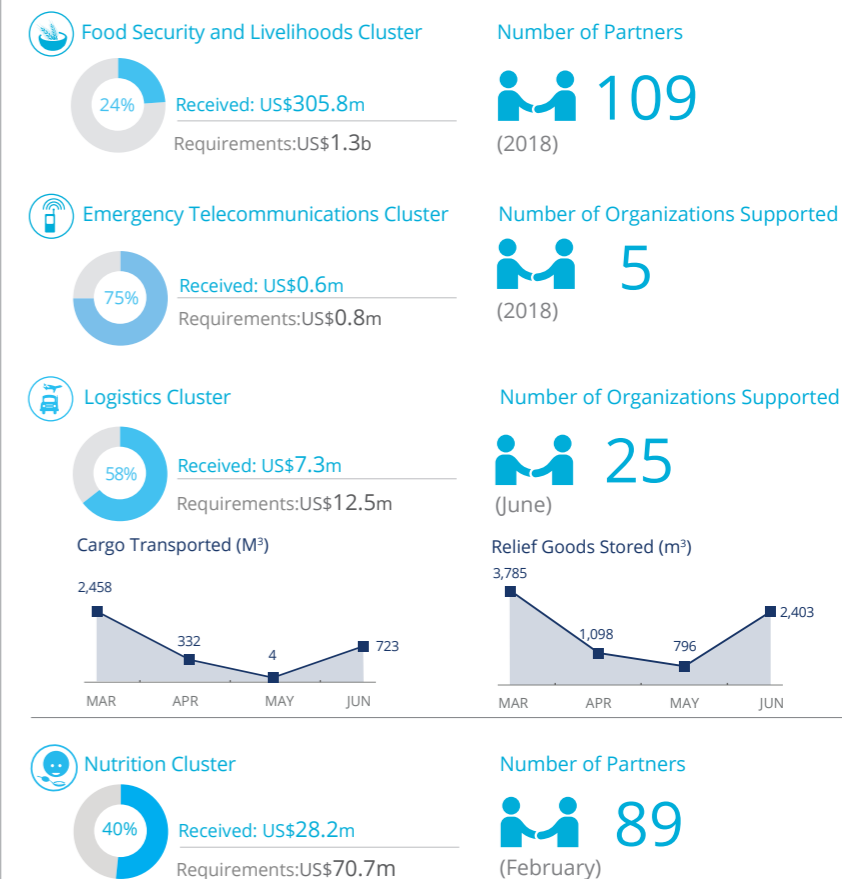 Food Security and Livelihoods Cluster
Number of Partners
24%
Received: US$305.8m
Requirements:US$1.3b
109
(2018)
Emergency Telecommunications Cluster
Number of Organizations Supported
75%
Received: US$0.6m
Requirements:US$0.8m
5
(2018)
Logistics Cluster
Number of Organizations Supported
58%
Received: US$7.3m
Requirements:US$12.5m
25
(June)
Cargo Transported (M³)
2,458
332
4
723
MAR APR MAY JUN
Relief Goods Stored (m³)
3,785
1,098
796
2,403
MAR APR MAY JUN
Nutrition Cluster
Number of Partners
40%
Received: US$28.2m
Requirements:US$70.7m
89
(February)